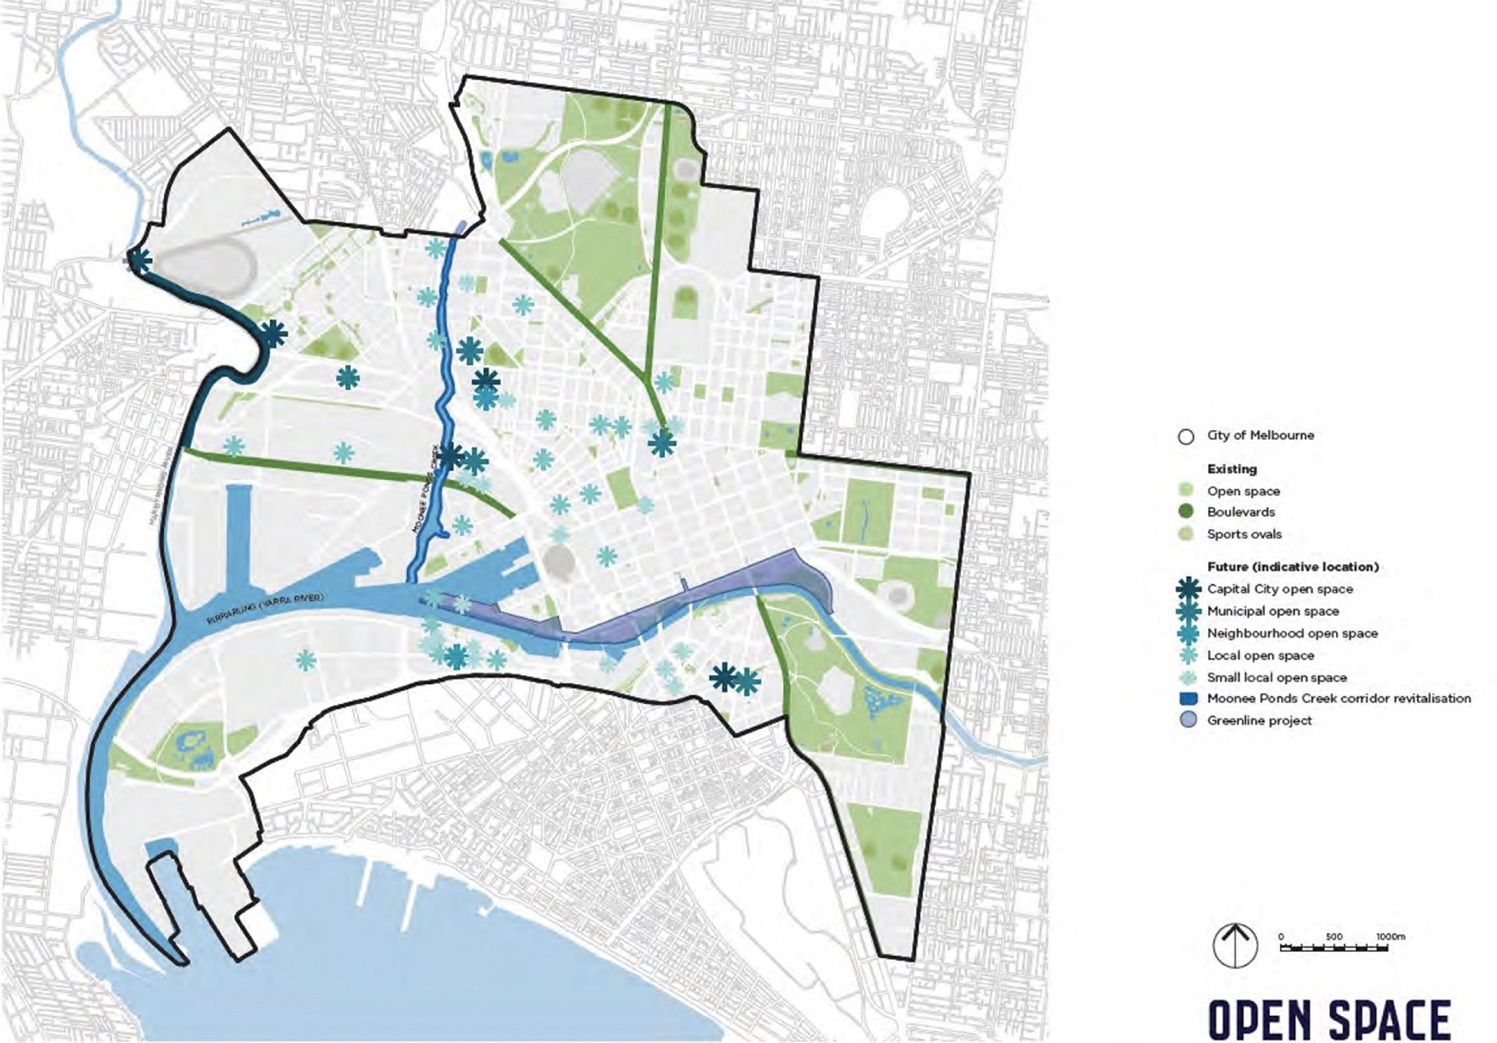 City of Melbourne
Existing
Open space
Boulevards
Sports ovals
Future (indicative location)
Capital City open space
Municipal open space
Neighbourhood open space
Local open space
Small local open space
Moonee Ponds Creek corridor revitalisation
Greenline project
MARIBYRNONG RIVER
MOONEE PONDS CREEK
BIRRARUNG (YARRA RIVER)
0 500 1000m
OPEN SPACE